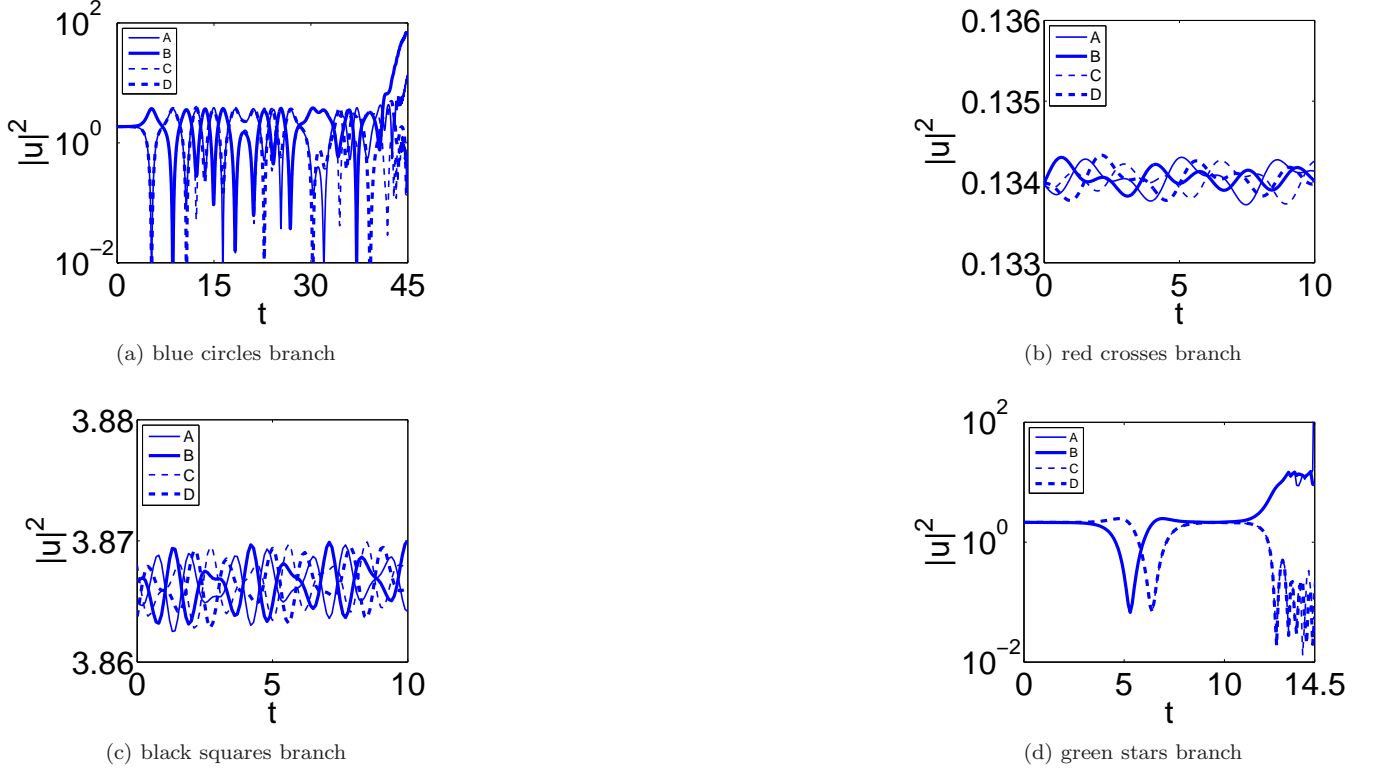 10^2
10^0
10^−2
|u|^2
A
B
C
D
0 15 30 45
t
(a) blue circles branch
0.136
0.135
0.134
0.133
|u|^2
A
B
C
D
0 5 10
t
(b) red crosses branch
3.88
3.87
3.86
|u|^2
A
B
C
D
0 5 10
t
(c) black squares branch
10^2
10^0
10^−2
|u|^2
A
B
C
D
0 5 10 14.5
t
(d) green stars branch